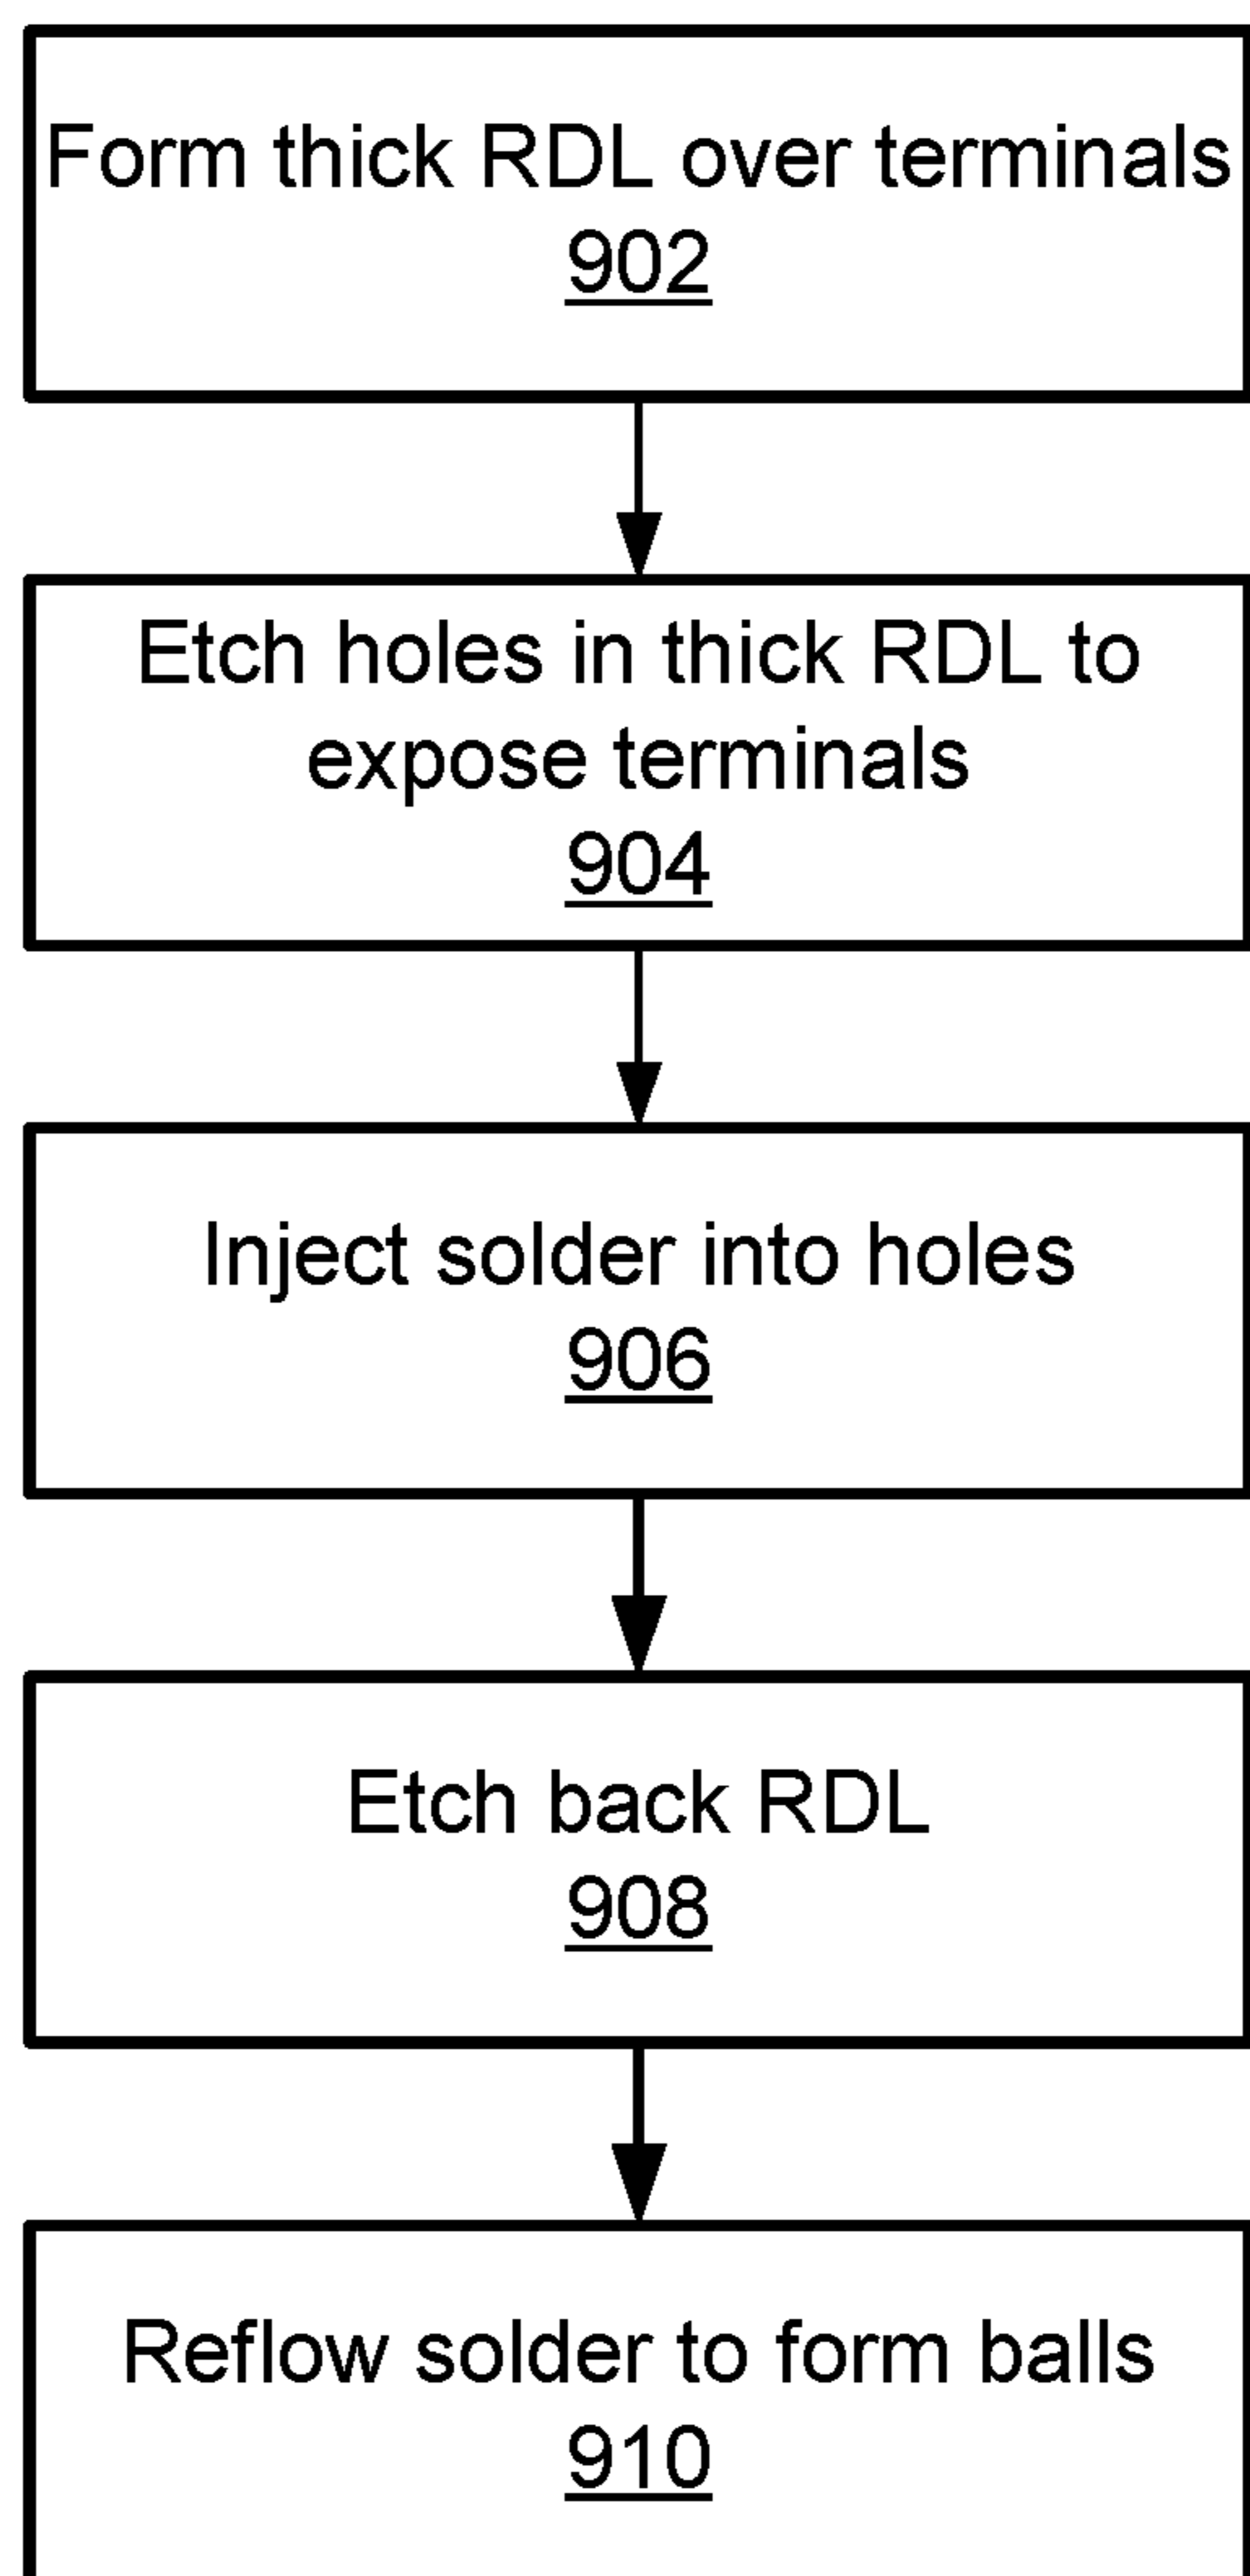 Form thick RDL over terminals
902
Etch holes in thick RDL to
expose terminals
904
Inject solder into holes
906
Etch back RDL
908
Reflow solder to form balls
910